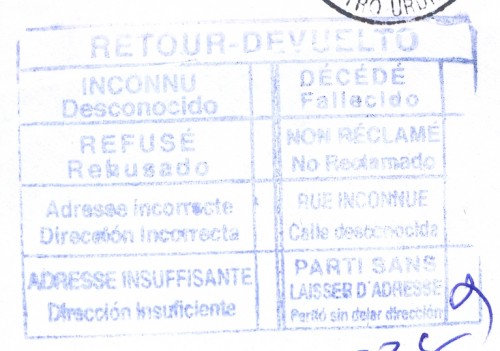 RETOUR-DEVUELTO
INCONNU
Desconocido
DÉCÉDÉ
Fallecido
REFUSÉ
Rehusado
NON RÉCLAME
No Reclamado
Adresse incorrecte
Dirección Incorrecta
RUE INCONNUE
Calle desconocida
ADRESSE INSUFFISANTE
Dirección insuficiente
PARTI SANS
LAISSER D'ADRESSE
Partió sin dejar dirección